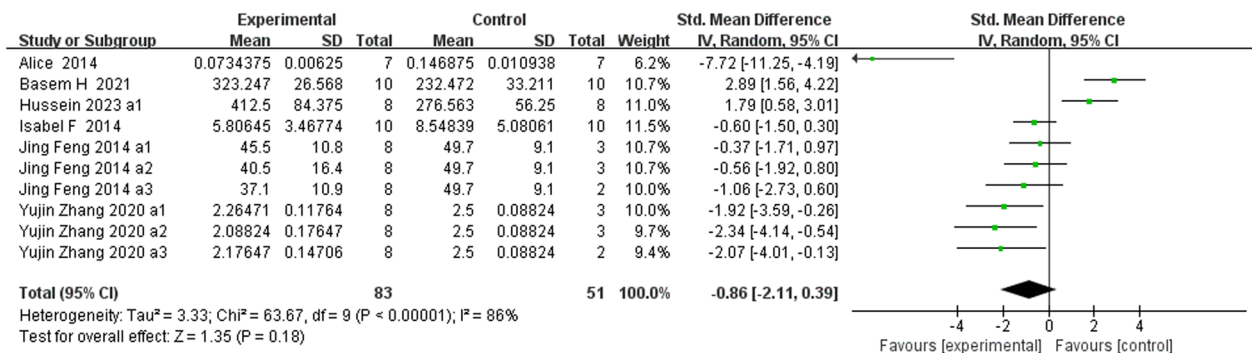 Experimental Control Std. Mean Difference Std. Mean Difference
Study or Subgroup Mean SD Total Mean SD Total Weight IV, Random, 95% CI IV, Random, 95% CI
Alice 2014 0.0734375 0.00625 7 0.146875 0.010938 7 6.2% -7.72 [-11.25, -4.19]
Basem H 2021 323.247 26.568 10 232.472 33.211 10 10.7% 2.89 [1.56, 4.22]
Hussein 2023 a1 412.5 84.375 8 276.563 56.25 8 11.0% 1.79 [0.58, 3.01]
Isabel F 2014 5.80645 3.46774 10 8.54839 5.08061 10 11.5% -0.60 [-1.50, 0.30]
Jing Feng 2014 a1 45.5 10.8 8 49.7 9.1 3 10.7% -0.37 [-1.71, 0.97]
Jing Feng 2014 a2 40.5 16.4 8 49.7 9.1 3 10.7% -0.56 [-1.92, 0.80]
Jing Feng 2014 a3 37.1 10.9 8 49.7 9.1 2 10.0% -1.06 [-2.73, 0.60]
Yujin Zhang 2020 a1 2.26471 0.11764 8 2.5 0.08824 3 10.0% -1.92 [-3.59, -0.26]
Yujin Zhang 2020 a2 2.08824 0.17647 8 2.5 0.08824 3 9.7% -2.34 [-4.14, -0.54]
Yujin Zhang 2020 a3 2.17647 0.14706 8 2.5 0.08824 2 9.4% -2.07 [-4.01, -0.13]
Total (95% CI) 83 51 100.0% -0.86 [-2.11, 0.39]
Heterogeneity: Tau² = 3.33; Chi² = 63.67, df = 9 (P < 0.00001); I² = 86%
Test for overall effect: Z = 1.35 (P = 0.18)
-4 -2 0 2 4
Favours [experimental] Favours [control]